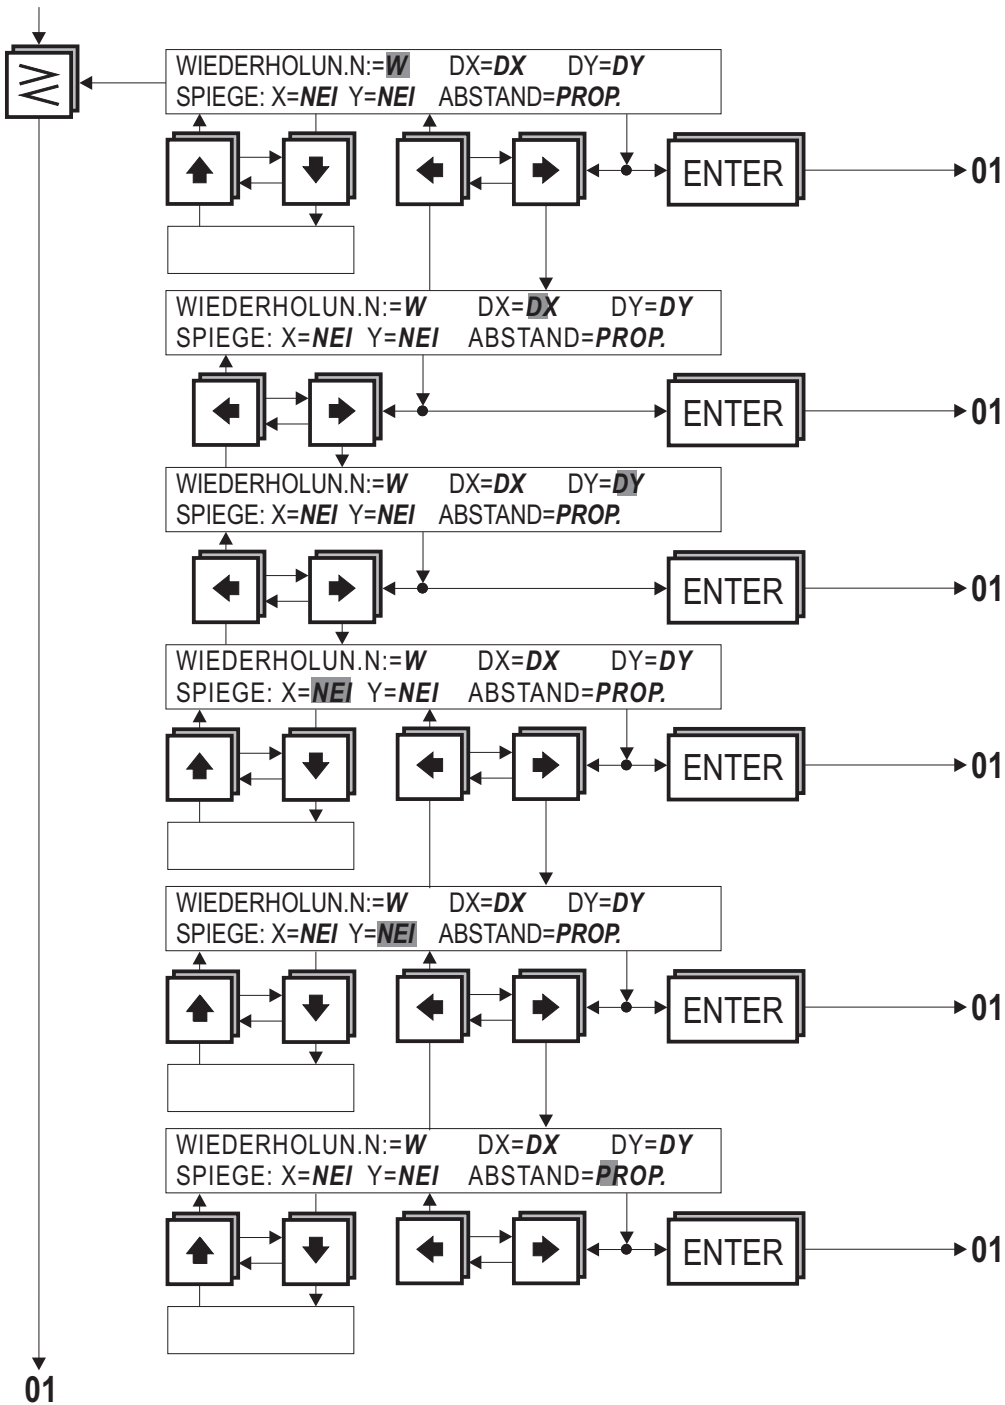 WIEDERHOLUN.N:=W DX=DX DY=DY
SPIEGE: X=NEI Y=NEI ABSTAND=PROP.
ENTER
01
WIEDERHOLUN.N:=W DX=DX DY=DY
SPIEGE: X=NEI Y=NEI ABSTAND=PROP.
ENTER
01
WIEDERHOLUN.N:=W DX=DX DY=DY
SPIEGE: X=NEI Y=NEI ABSTAND=PROP.
ENTER
01
WIEDERHOLUN.N:=W DX=DX DY=DY
SPIEGE: X=NEI Y=NEI ABSTAND=PROP.
ENTER
01
WIEDERHOLUN.N:=W DX=DX DY=DY
SPIEGE: X=NEI Y=NEI ABSTAND=PROP.
ENTER
01
WIEDERHOLUN.N:=W DX=DX DY=DY
SPIEGE: X=NEI Y=NEI ABSTAND=PROP.
ENTER
01
01